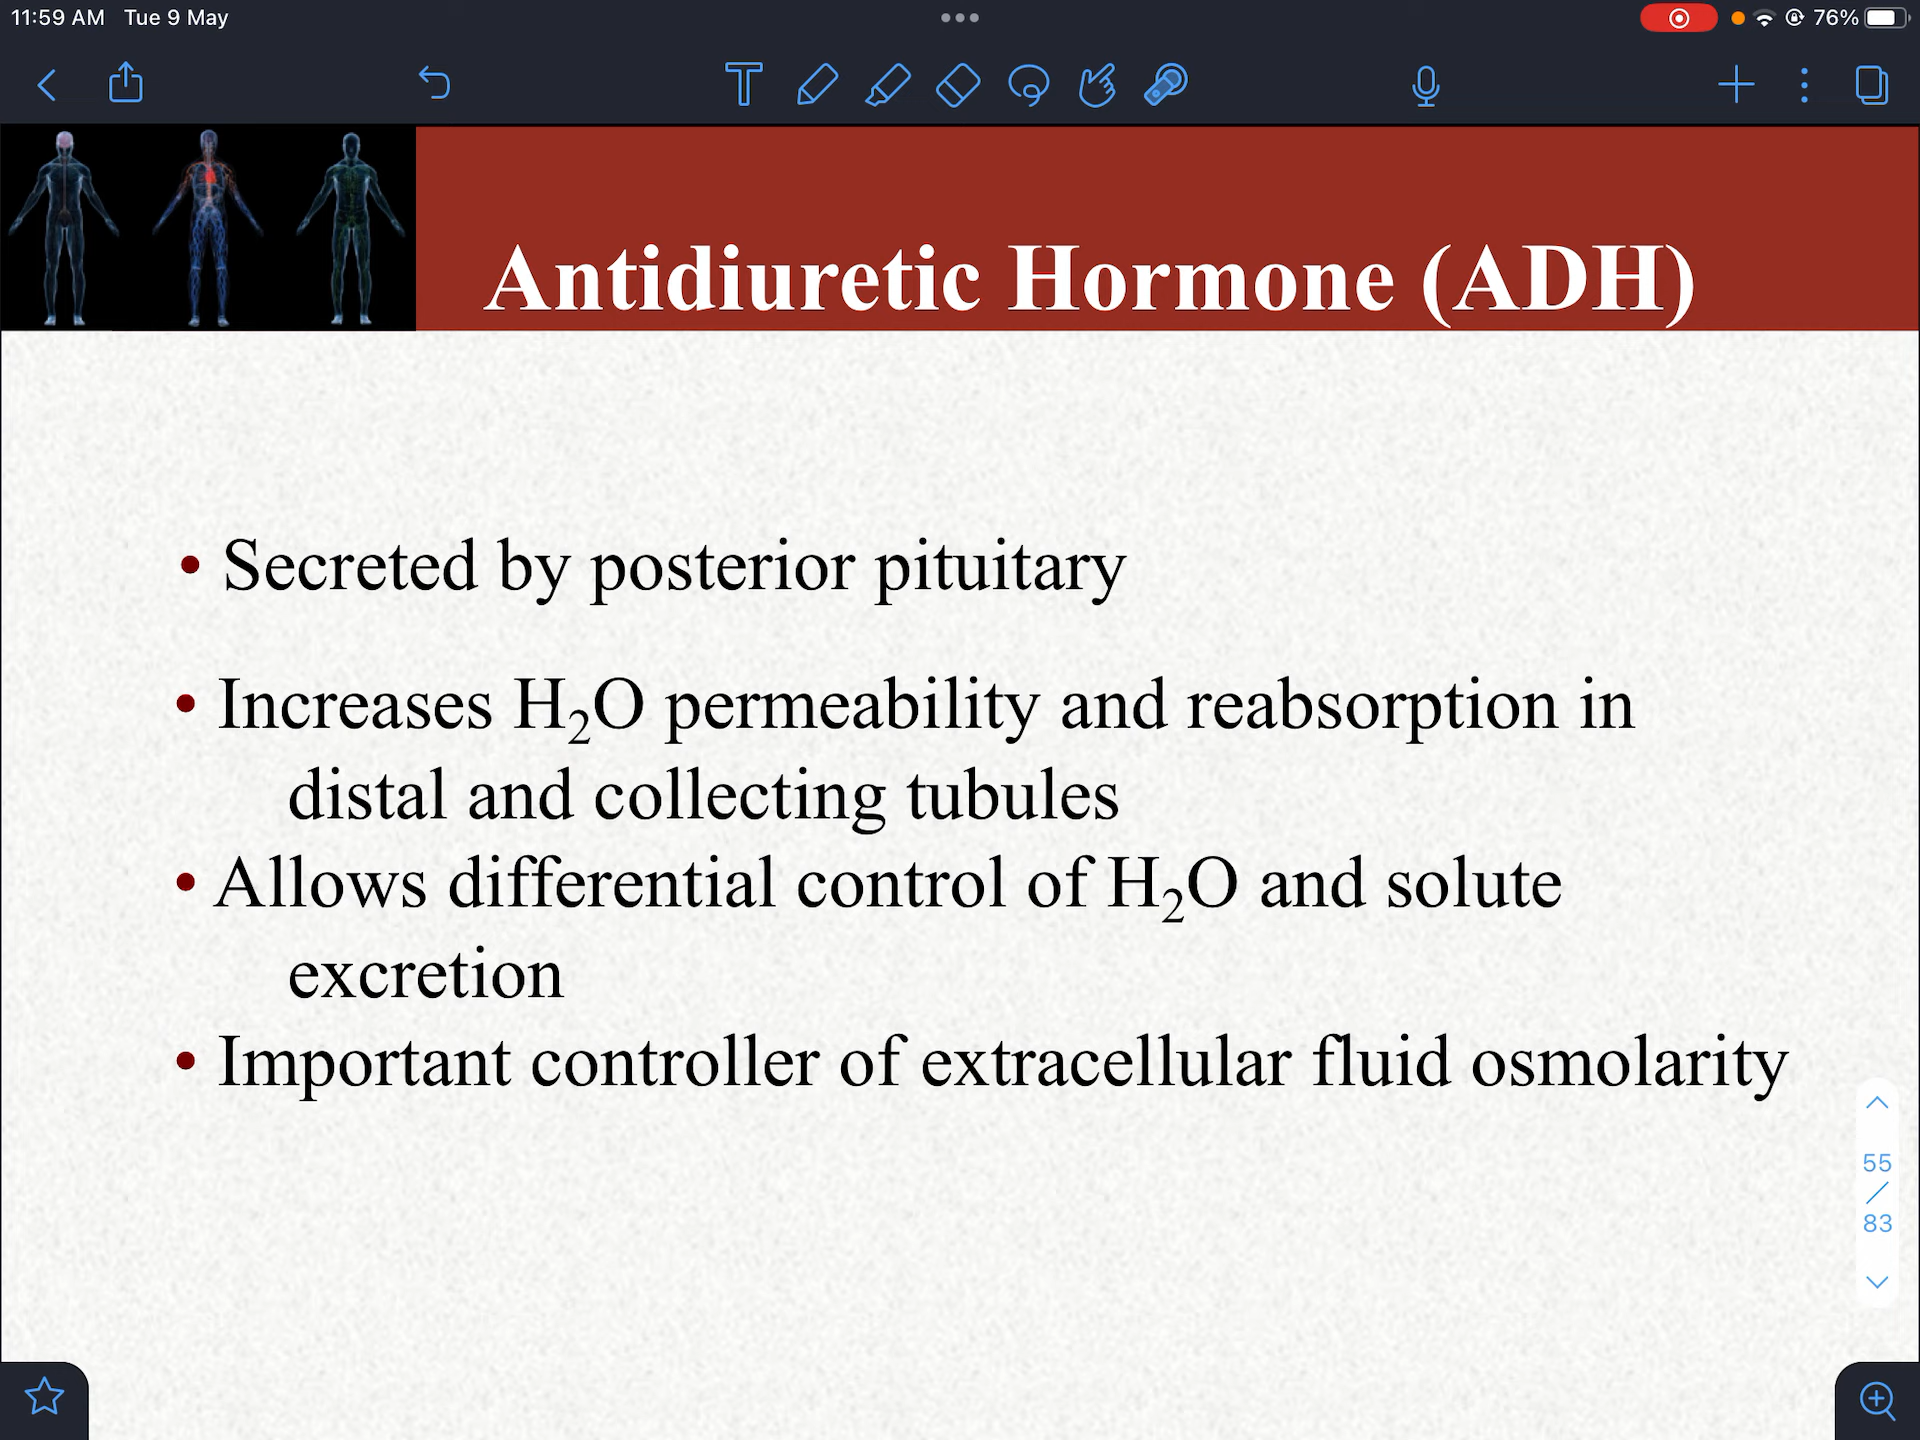 11:59 AM Tue 9 May
76%
T
Antidiuretic Hormone (ADH)
• Secreted by posterior pituitary
• Increases H₂O permeability and reabsorption in
distal and collecting tubules
• Allows differential control of H₂O and solute
excretion
• Important controller of extracellular fluid osmolarity
55
/
83